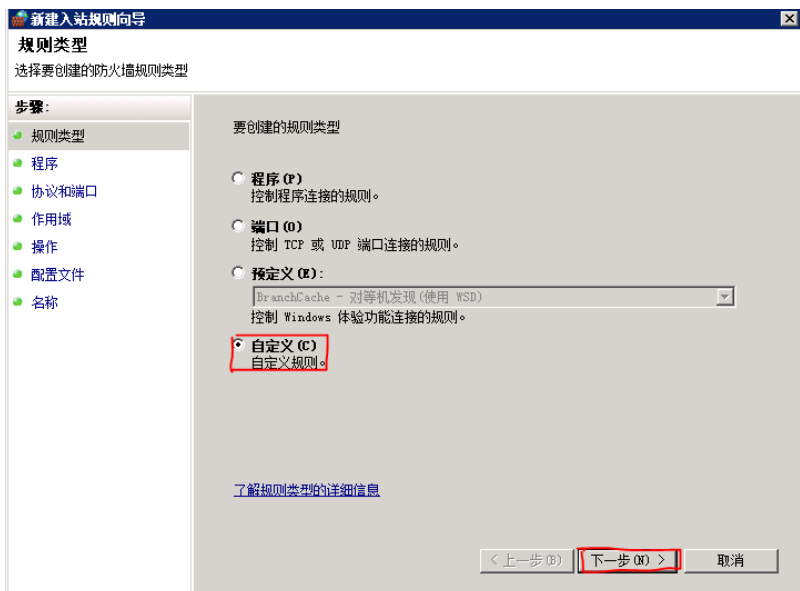 新建入站规则向导
规则类型
选择要创建的防火墙规则类型
步骤:
规则类型
程序
协议和端口
作用域
操作
配置文件
名称
要创建的规则类型
程序(P)
控制程序连接的规则。
端口(O)
控制 TCP 或 UDP 端口连接的规则。
预定义(E):
BranchCache - 对等机发现(使用 WSD)
控制 Windows 体验功能连接的规则。
自定义(C)
自定义规则。
了解规则类型的详细信息
< 上一步(B)
下一步(N) >
取消